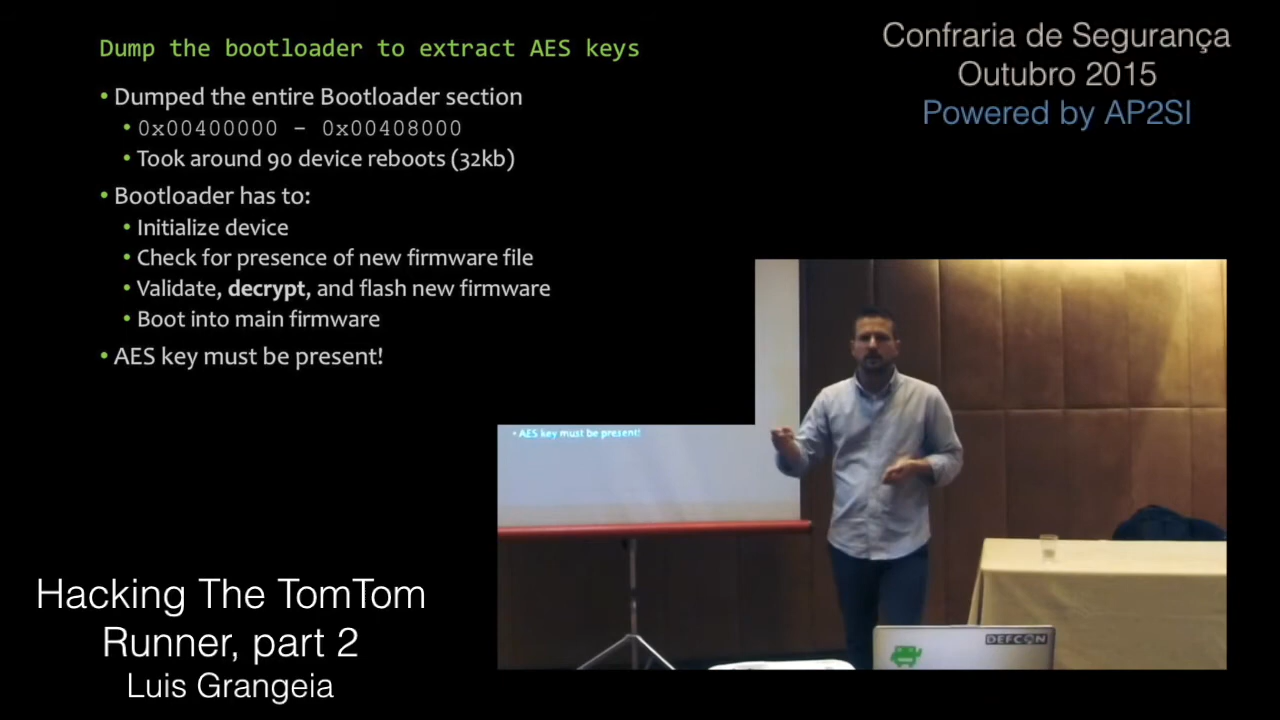 Dump the bootloader to extract AES keys
• Dumped the entire Bootloader section
• 0x00400000 – 0x00408000
• Took around 90 device reboots (32kb)
• Bootloader has to:
• Initialize device
• Check for presence of new firmware file
• Validate, decrypt, and flash new firmware
• Boot into main firmware
• AES key must be present!
Confraria de Segurança
Outubro 2015
Powered by AP2SI
• AES key must be present!
DEFCON
Hacking The TomTom
Runner, part 2
Luis Grangeia